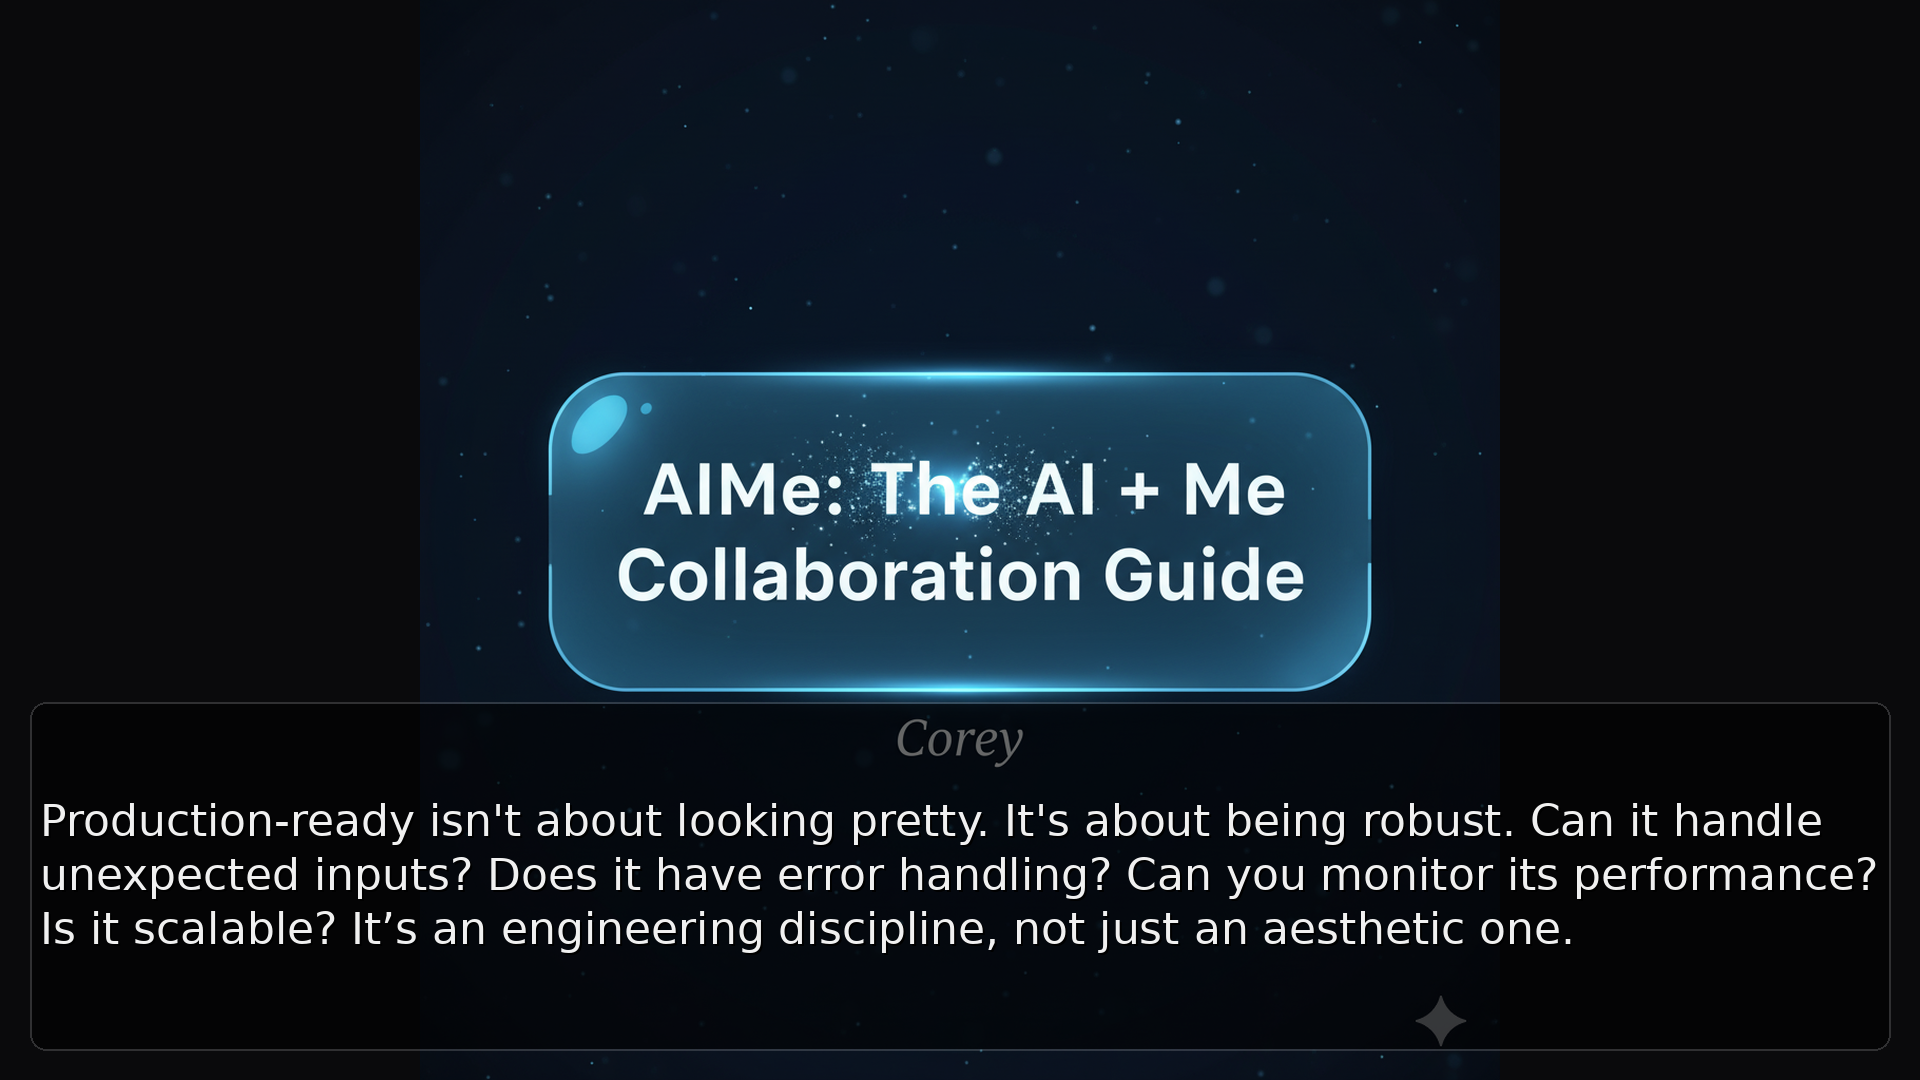 AIMe: The AI + Me
Collaboration Guide
Corey
Production-ready isn't about looking pretty. It's about being robust. Can it handle
unexpected inputs? Does it have error handling? Can you monitor its performance?
Is it scalable? It’s an engineering discipline, not just an aesthetic one.